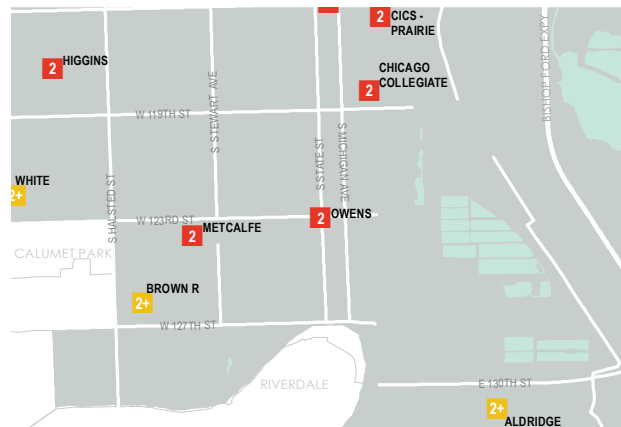 2 CICS -
PRAIRIE
2 HIGGINS
CHICAGO
2 COLLEGIATE
BISHOP FORD EXPY
S STEWART AVE
W 119TH ST
S STATE ST
S MICHIGAN AVE
S HALSTED ST
WHITE
2+
W 123RD ST
2 OWENS
2 METCALFE
CALUMET PARK
BROWN R
2+
W 127TH ST
RIVERDALE
E 130TH ST
2+
ALDRIDGE